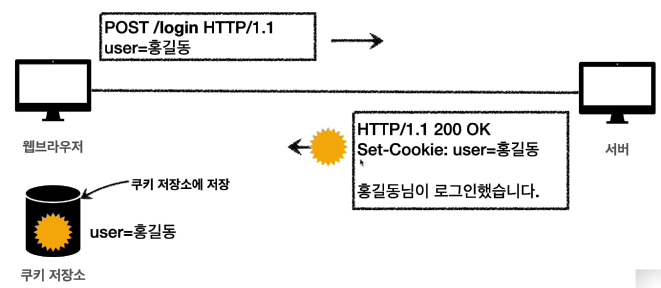 POST /login HTTP/1.1
user=홍길동
웹브라우저
HTTP/1.1 200 OK
Set-Cookie: user=홍길동
홍길동님이 로그인했습니다.
서버
쿠키 저장소에 저장
user=홍길동
쿠키 저장소